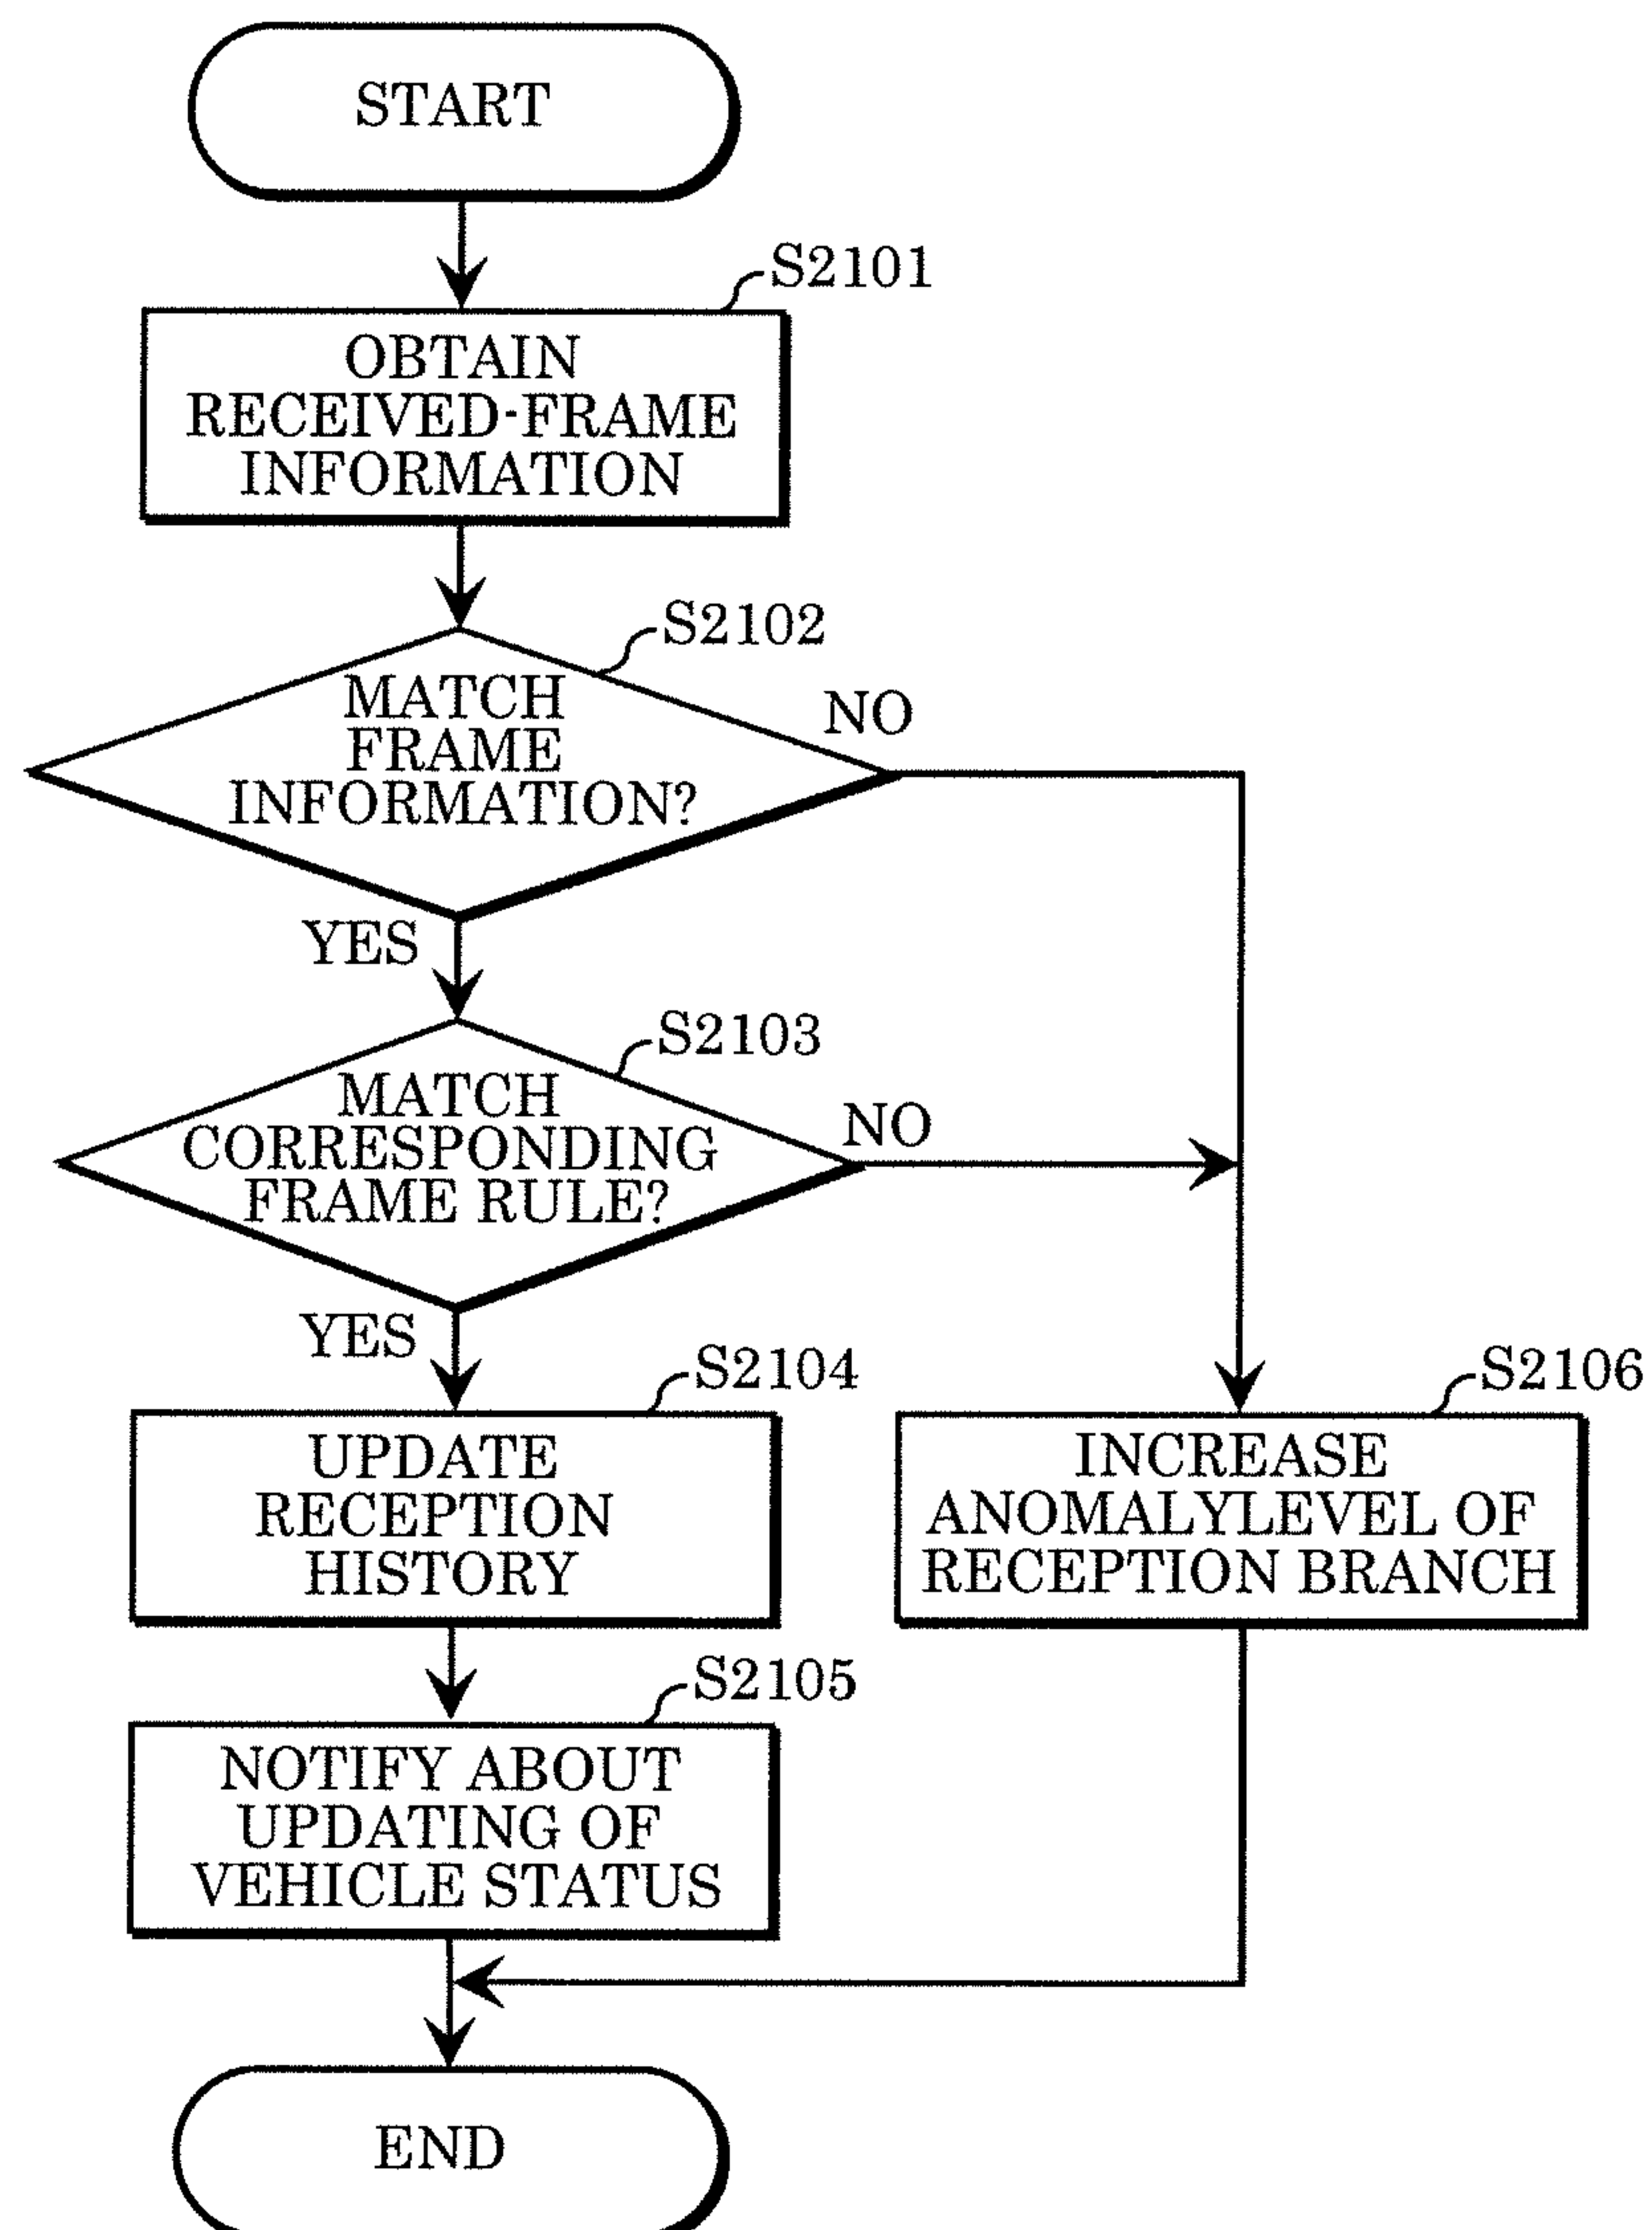 START
S2101
OBTAIN
RECEIVED-FRAME
INFORMATION
S2102
MATCH
FRAME
INFORMATION?
NO
YES
S2103
MATCH
CORRESPONDING
FRAME RULE?
NO
YES
S2104
UPDATE
RECEPTION
HISTORY
S2106
INCREASE
ANOMALYLEVEL OF
RECEPTION BRANCH
S2105
NOTIFY ABOUT
UPDATING OF
VEHICLE STATUS
END